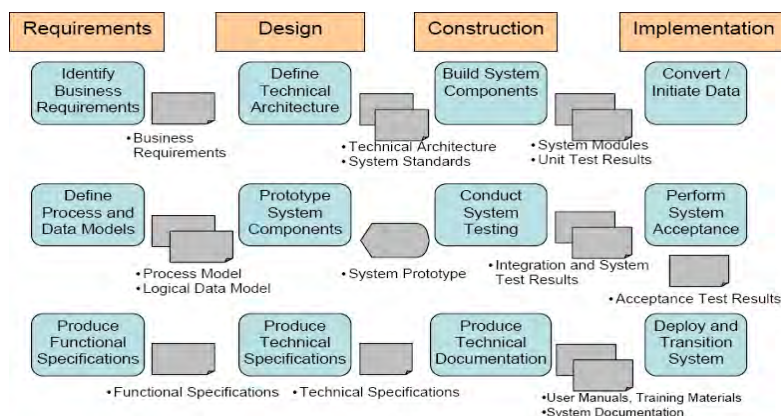 Requirements
Design
Construction
Implementation
Identify
Business
Requirements
• Business
Requirements
Define
Technical
Architecture
• Technical Architecture
• System Standards
Build System
Components
• System Modules
• Unit Test Results
Convert /
Initiate Data
Define
Process and
Data Models
• Process Model
• Logical Data Model
Prototype
System
Components
• System Prototype
Conduct
System
Testing
• Integration and System
Test Results
Perform
System
Acceptance
• Acceptance Test Results
Produce
Functional
Specifications
• Functional Specifications
Produce
Technical
Specifications
• Technical Specifications
Produce
Technical
Documentation
• User Manuals, Training Materials
• System Documentation
Deploy and
Transition
System